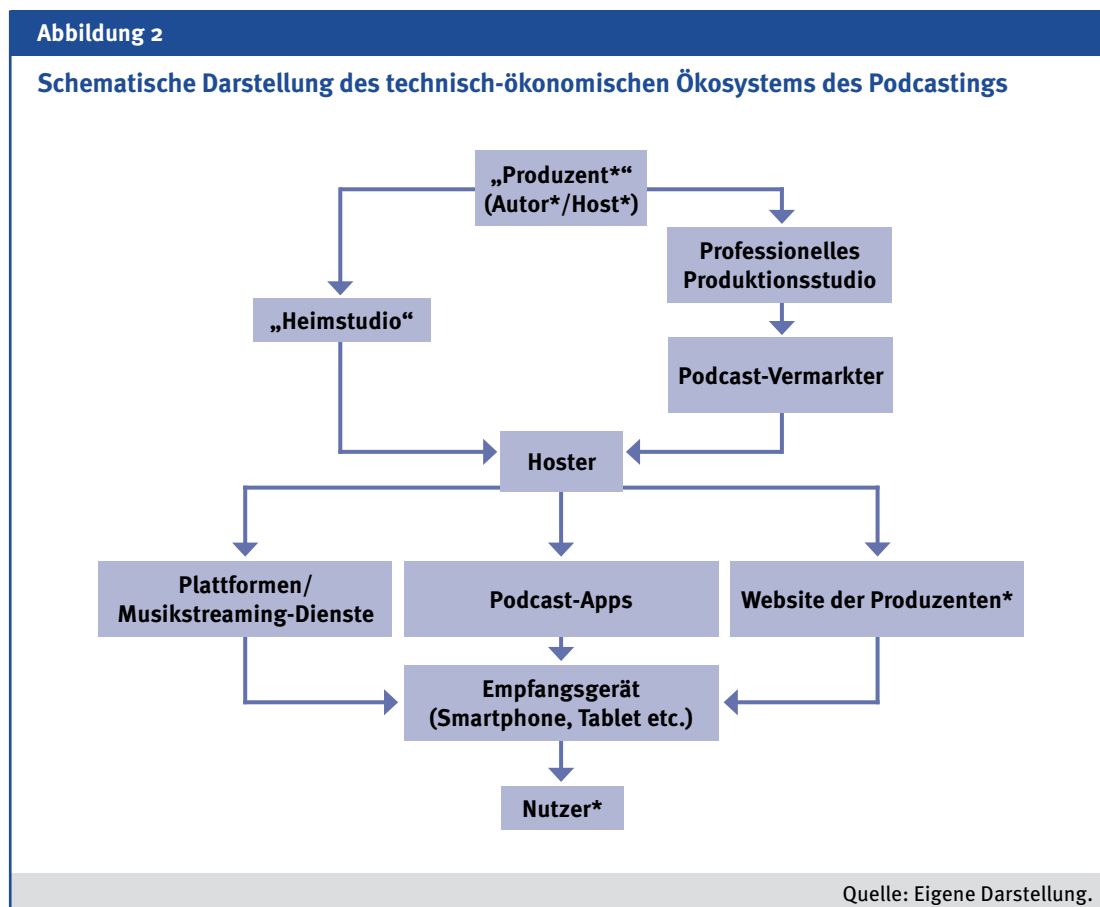 Abbildung 2
Schematische Darstellung des technisch-ökonomischen Ökosystems des Podcastings
„Produzent*“
(Autor*/Host*)
Professionelles
Produktionsstudio
„Heimstudio“
Podcast-Vermarkter
Hoster
Plattformen/
Musikstreaming-Dienste
Podcast-Apps
Website der Produzenten*
Empfangsgerät
(Smartphone, Tablet etc.)
Nutzer*
Quelle: Eigene Darstellung.